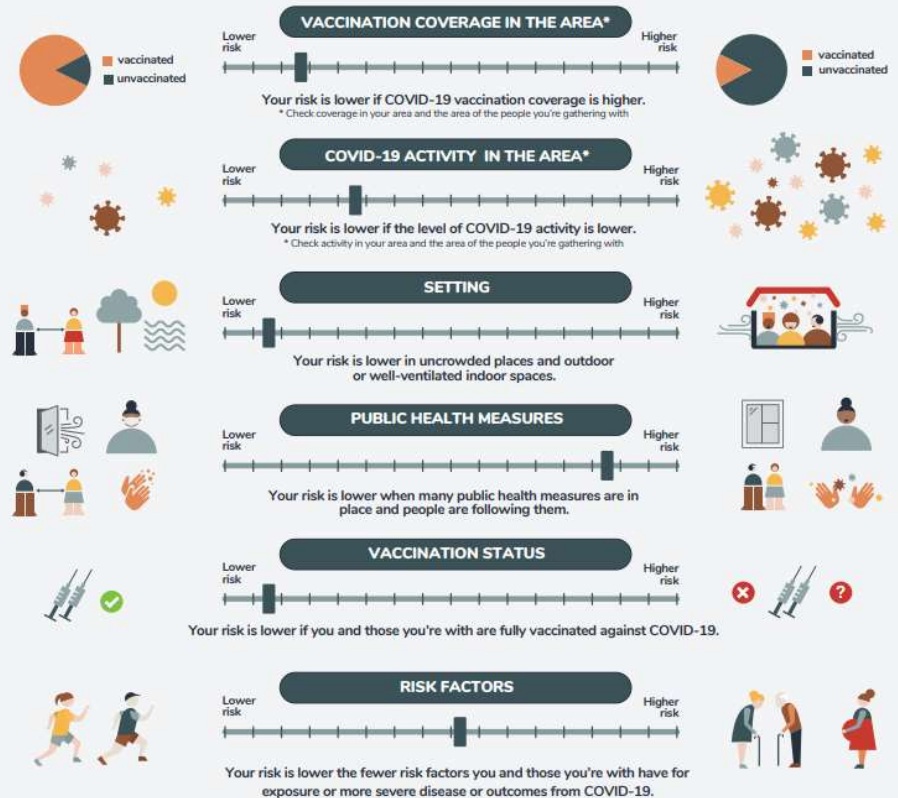 VACCINATION COVERAGE IN THE AREA*
Lower
risk
Higher
risk
vaccinated
unvaccinated
vaccinated
unvaccinated
Your risk is lower if COVID-19 vaccination coverage is higher.
* Check coverage in your area and the area of the people you're gathering with
COVID-19 ACTIVITY IN THE AREA*
Lower
risk
Higher
risk
Your risk is lower if the level of COVID-19 activity is lower.
* Check activity in your area and the area of the people you're gathering with
SETTING
Lower
risk
Higher
risk
Your risk is lower in uncrowded places and outdoor
or well-ventilated indoor spaces.
PUBLIC HEALTH MEASURES
Lower
risk
Higher
risk
Your risk is lower when many public health measures are in
place and people are following them.
VACCINATION STATUS
Lower
risk
Higher
risk
?
Your risk is lower if you and those you're with are fully vaccinated against COVID-19.
RISK FACTORS
Lower
risk
Higher
risk
Your risk is lower the fewer risk factors you and those you're with have for
exposure or more severe disease or outcomes from COVID-19.